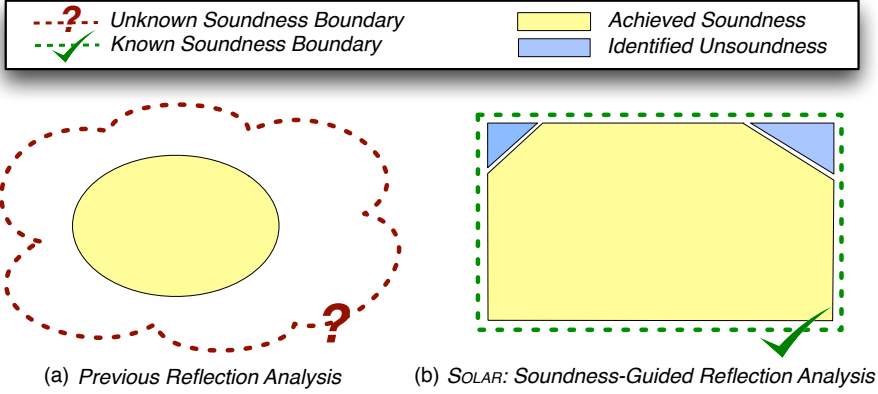 ? Unknown Soundness Boundary
Known Soundness Boundary
Achieved Soundness
Identified Unsoundness
?
(a) Previous Reflection Analysis
(b) SOLAR: Soundness-Guided Reflection Analysis